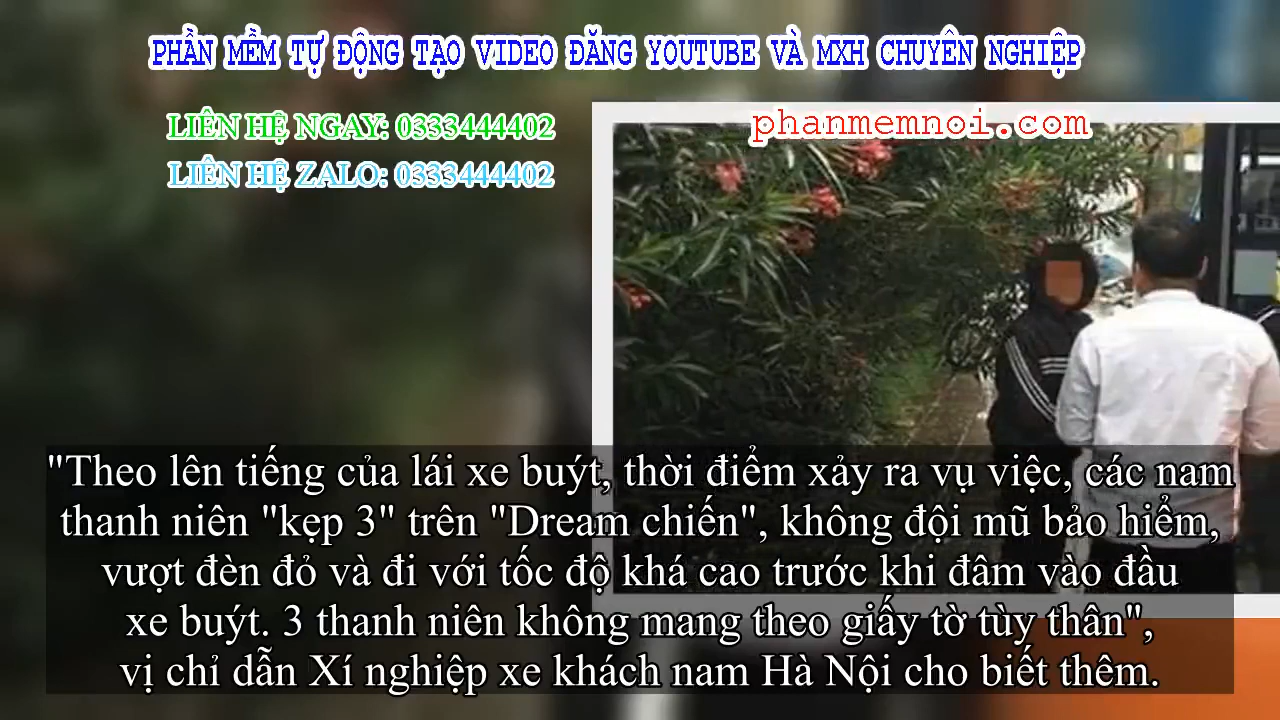 PHẦN MỀM TỰ ĐỘNG TẠO VIDEO ĐĂNG YOUTUBE VÀ MXH CHUYÊN NGHIỆP
LIÊN HỆ NGAY: 0333444402
phanmemnoi.com
LIÊN HỆ ZALO: 0333444402
"Theo lên tiếng của lái xe buýt, thời điểm xảy ra vụ việc, các nam
thanh niên "kẹp 3" trên "Dream chiến", không đội mũ bảo hiểm,
vượt đèn đỏ và đi với tốc độ khá cao trước khi đâm vào đầu
xe buýt. 3 thanh niên không mang theo giấy tờ tùy thân",
vị chỉ dẫn Xí nghiệp xe khách nam Hà Nội cho biết thêm.